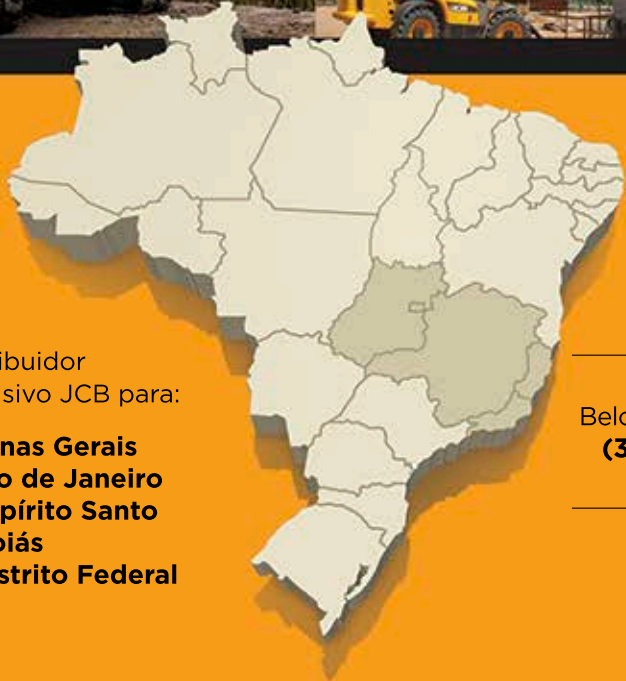 ibuidor
sivo JCB para:
nas Gerais
o de Janeiro
pírito Santo
oiás
strito Federal
Belo
(3